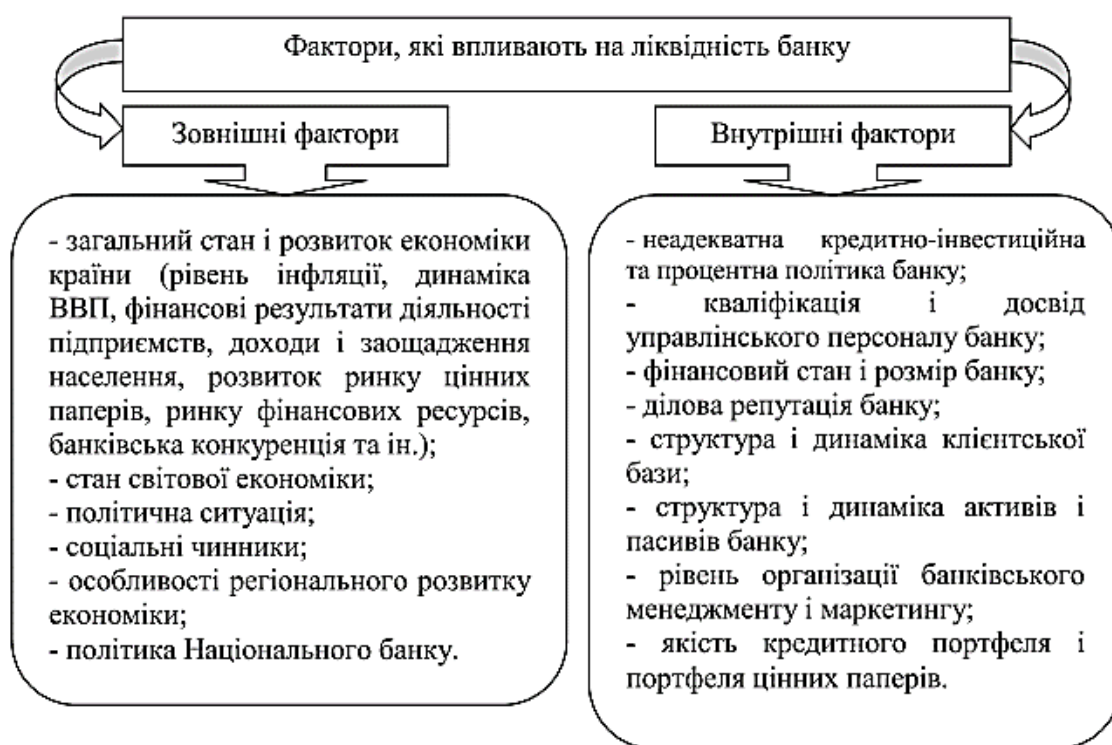 Фактори, які впливають на ліквідність банку
Зовнішні фактори
- загальний стан і розвиток економіки
країни (рівень інфляції, динаміка
ВВП, фінансові результати діяльності
підприємств, доходи і заощадження
населення, розвиток ринку цінних
паперів, ринку фінансових ресурсів,
банківська конкуренція та ін.);
- стан світової економіки;
- політична ситуація;
- соціальні чинники;
- особливості регіонального розвитку
економіки;
- політика Національного банку.
Внутрішні фактори
- неадекватна кредитно-інвестиційна
та процентна політика банку;
- кваліфікація і досвід
управлінського персоналу банку;
- фінансовий стан і розмір банку;
- ділова репутація банку;
- структура і динаміка клієнтської
бази;
- структура і динаміка активів і
пасивів банку;
- рівень організації банківського
менеджменту і маркетингу;
- якість кредитного портфеля і
портфеля цінних паперів.